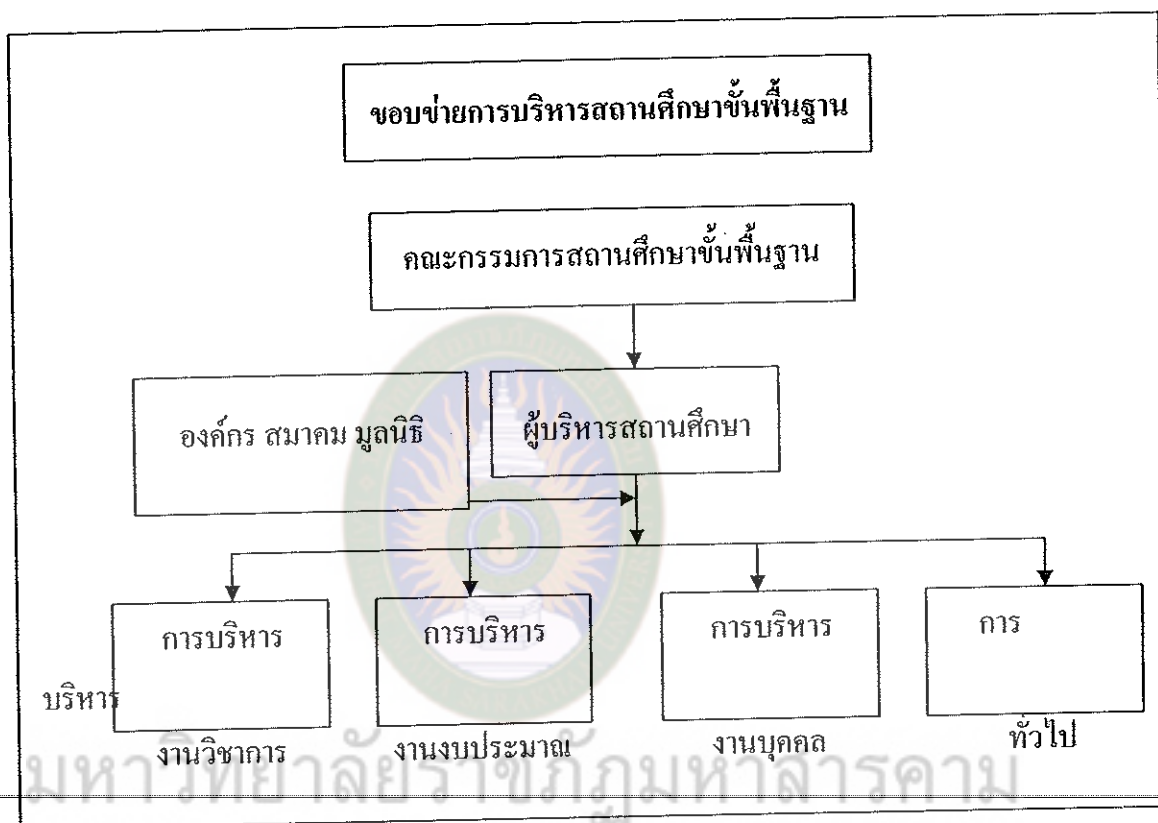 ขอบข่ายการบริหารสถานศึกษาขั้นพื้นฐาน
คณะกรรมการสถานศึกษาขั้นพื้นฐาน
องค์กร สมาคม มูลนิธิ
ผู้บริหารสถานศึกษา
การบริหาร
การบริหาร
การบริหาร
การ
บริหาร
งานวิชาการ
งานงบประมาณ
งานบุคคล
ทั่วไป
มหาวิทยาลัยราชภัฏมหาสารคาม